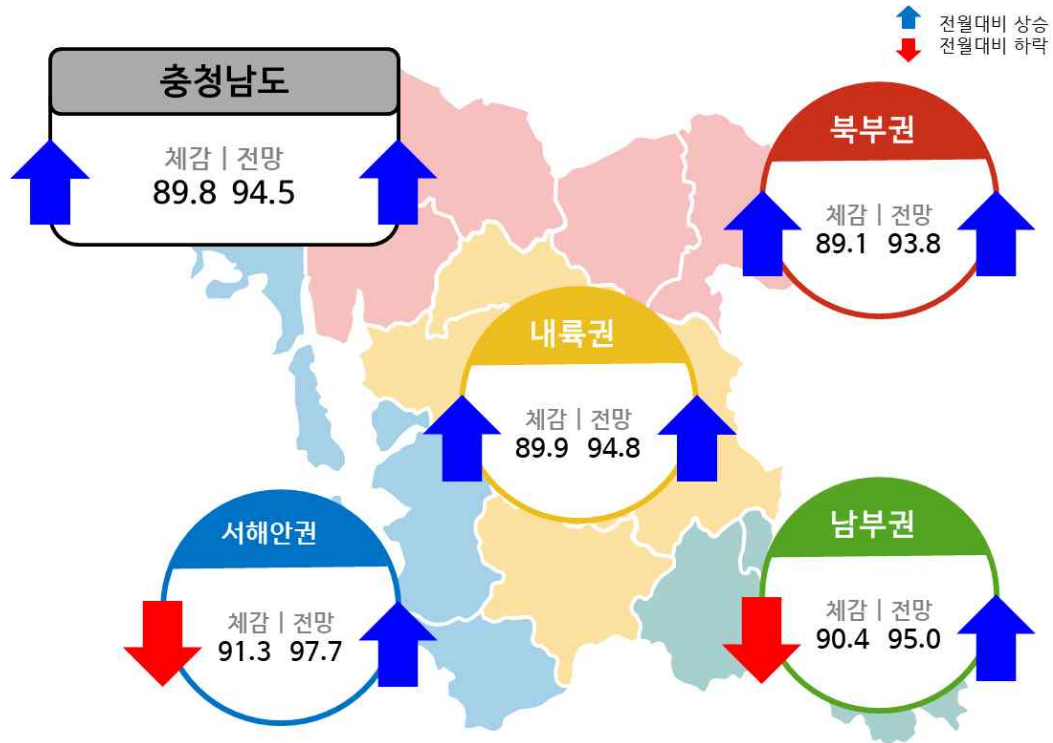 전월대비 상승
전월대비 하락
충청남도
체감 | 전망
89.8 94.5
북부권
체감 | 전망
89.1 93.8
내륙권
체감 | 전망
89.9 94.8
서해안권
체감 | 전망
91.3 97.7
남부권
체감 | 전망
90.4 95.0